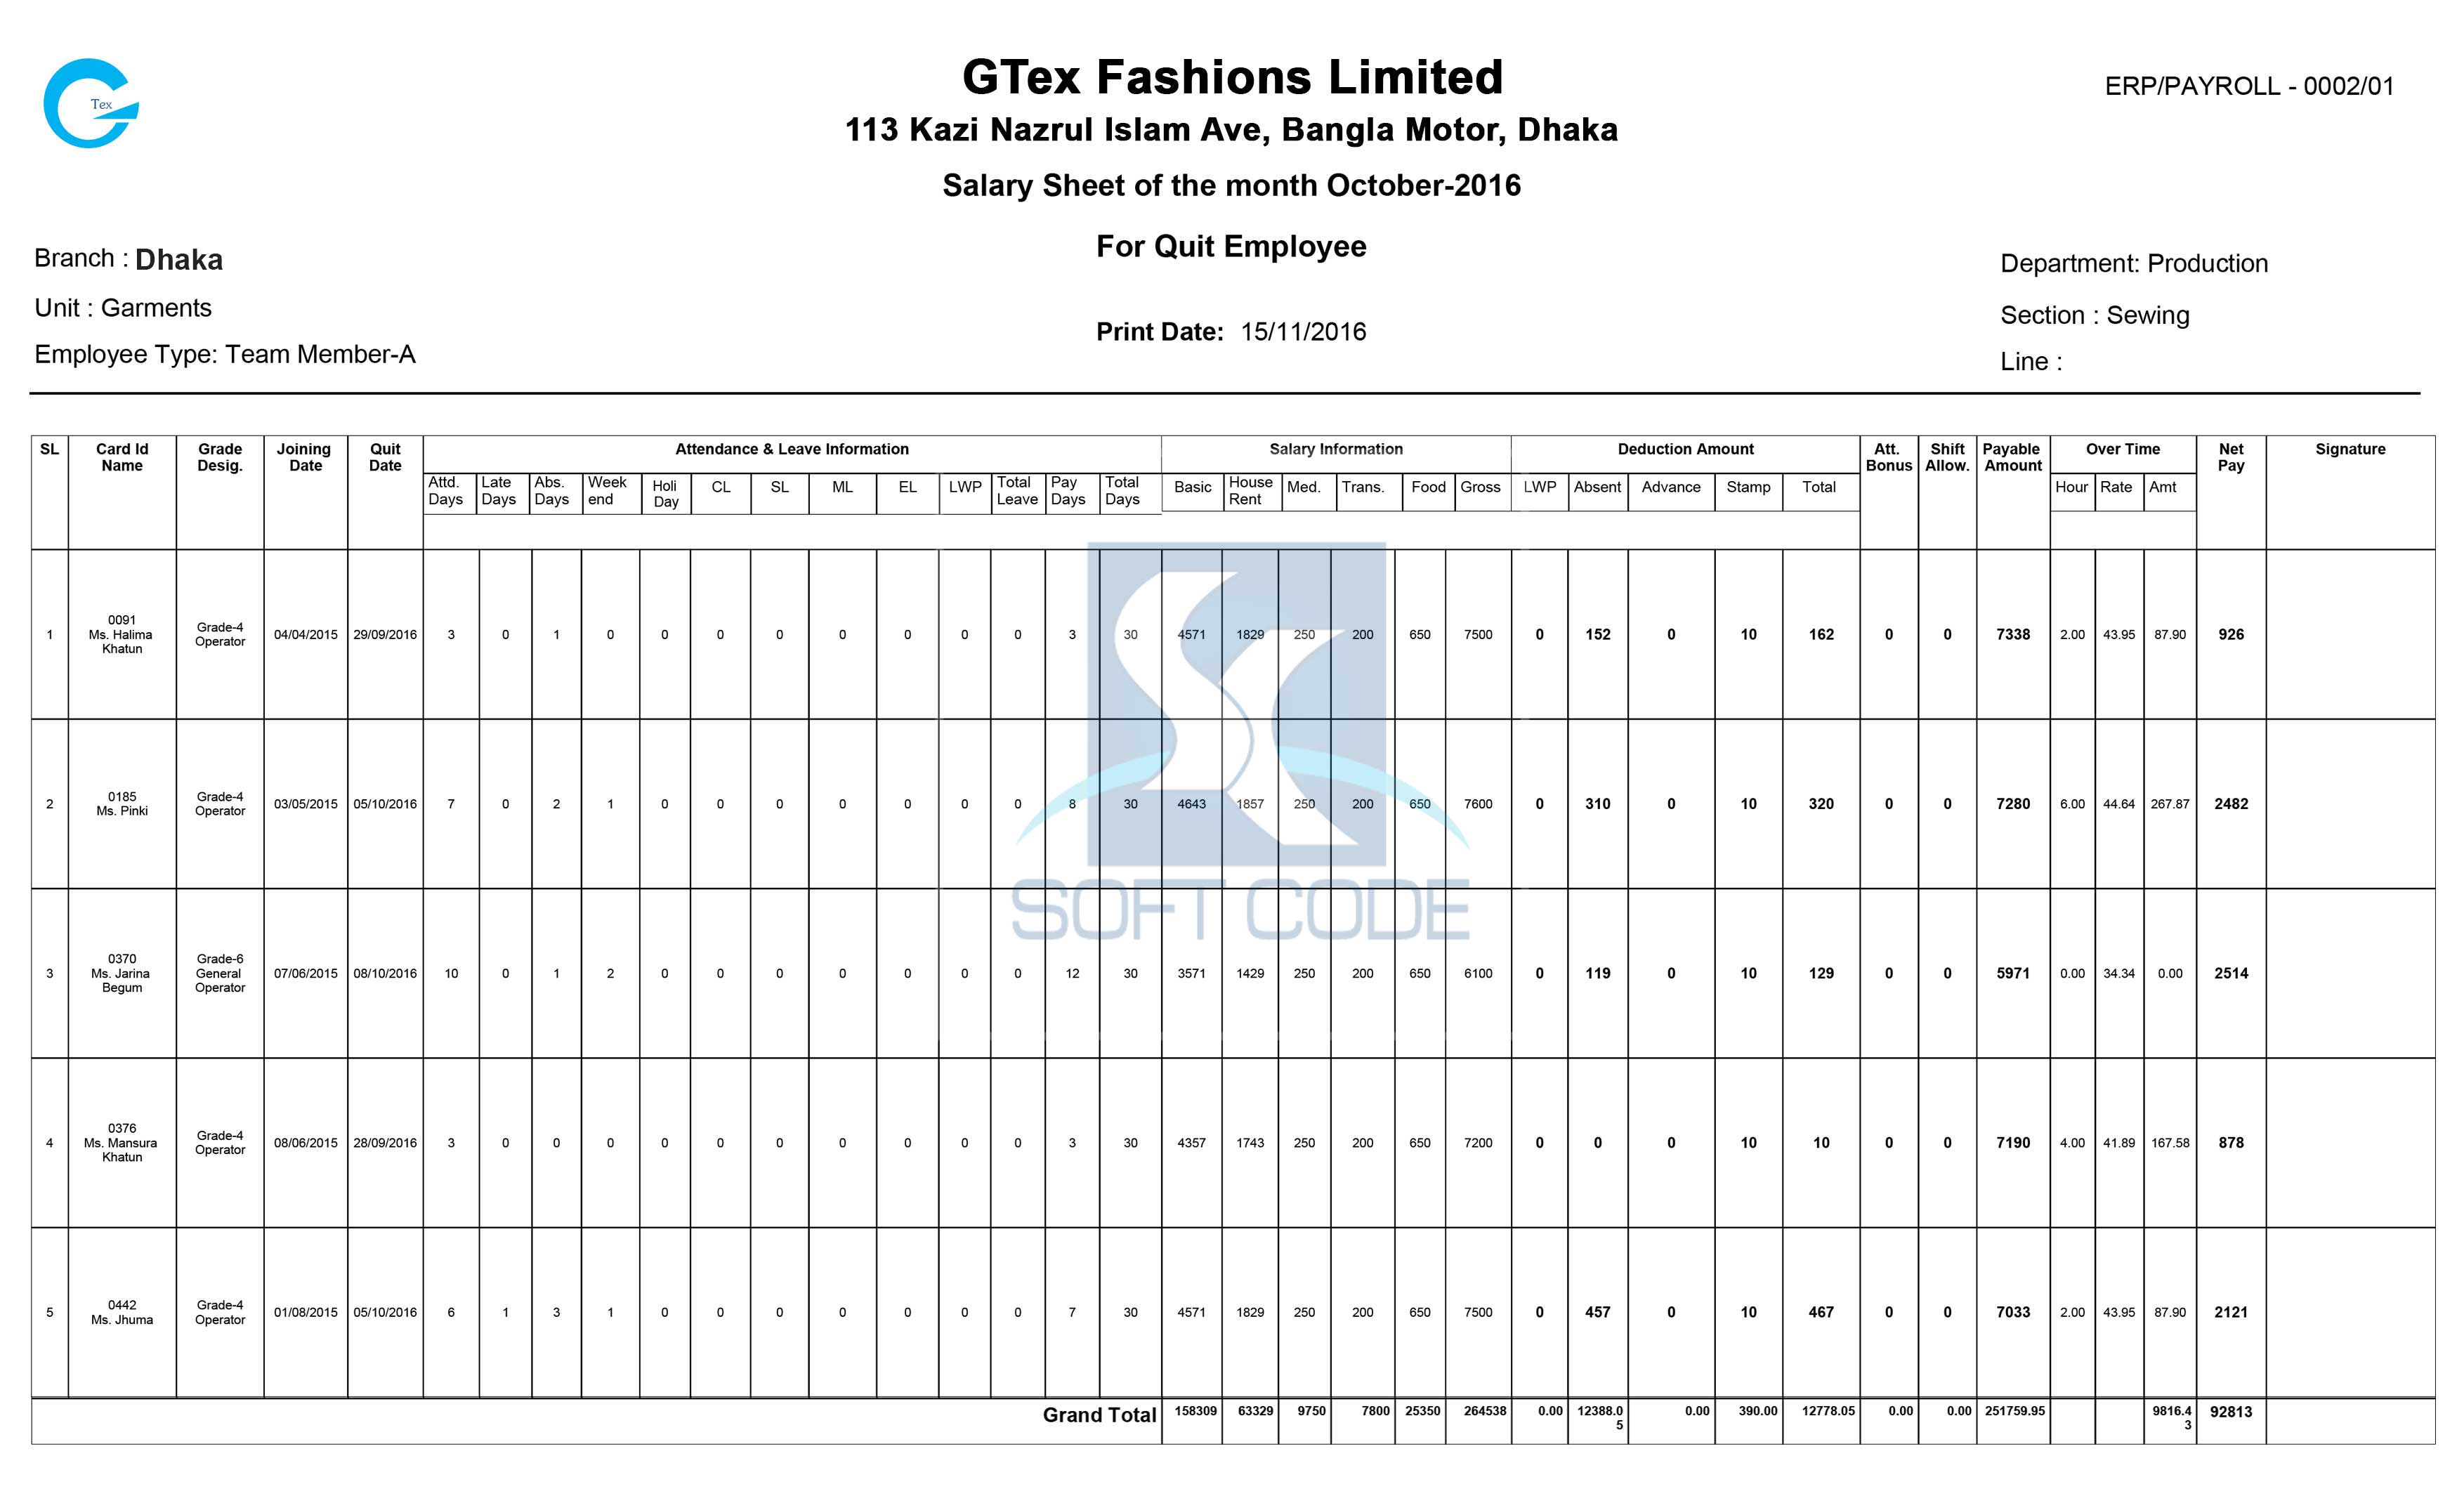 Tex
GTex Fashions Limited
ERP/PAYROLL - 0002/01
113 Kazi Nazrul Islam Ave, Bangla Motor, Dhaka
Salary Sheet of the month October-2016
For Quit Employee
Print Date: 15/11/2016
Branch : Dhaka
Unit : Garments
Employee Type: Team Member-A
Department: Production
Section : Sewing
Line :
SL Card Id Grade Joining Quit Attendance & Leave Information Salary Information Deduction Amount Att. Shift Payable Over Time Net Signature
Name Desig. Date Date Bonus Allow. Amount Pay
Attd. Late Abs. Week Holi CL SL ML EL LWP Total Pay Total Basic House Med. Trans. Food Gross LWP Absent Advance Stamp Total Hour Rate Amt
Days Days Days end Day Leave Days Days Rent
0091
1 Ms. Halima Grade-4 04/04/2015 29/09/2016 3 0 1 0 0 0 0 0 0 0 0 3 30 4571 1829 250 200 650 7500 0 152 0 10 162 0 0 7338 2.00 43.95 87.90 926
Khatun Operator
0185 Grade-4
2 Ms. Pinki Operator 03/05/2015 05/10/2016 7 0 2 1 0 0 0 0 0 0 0 8 30 4643 1857 250 200 650 7600 0 310 0 10 320 0 0 7280 6.00 44.64 267.87 2482
0370 Grade-6
3 Ms. Jarina General 07/06/2015 08/10/2016 10 0 1 2 0 0 0 0 0 0 0 12 30 3571 1429 250 200 650 6100 0 119 0 10 129 0 0 5971 0.00 34.34 0.00 2514
Begum Operator
0376
4 Ms. Mansura Grade-4 08/06/2015 28/09/2016 3 0 0 0 0 0 0 0 0 0 0 3 30 4357 1743 250 200 650 7200 0 0 0 10 10 0 0 7190 4.00 41.89 167.58 878
Khatun Operator
0442 Grade-4
5 Ms. Jhuma Operator 01/08/2015 05/10/2016 6 1 3 1 0 0 0 0 0 0 0 7 30 4571 1829 250 200 650 7500 0 457 0 10 467 0 0 7033 2.00 43.95 87.90 2121
Grand Total 158309 63329 9750 7800 25350 264538 0.00 12388.0 0.00 390.00 12778.05 0.00 0.00 251759.95 9816.4 92813
5 3
SOFT CODE